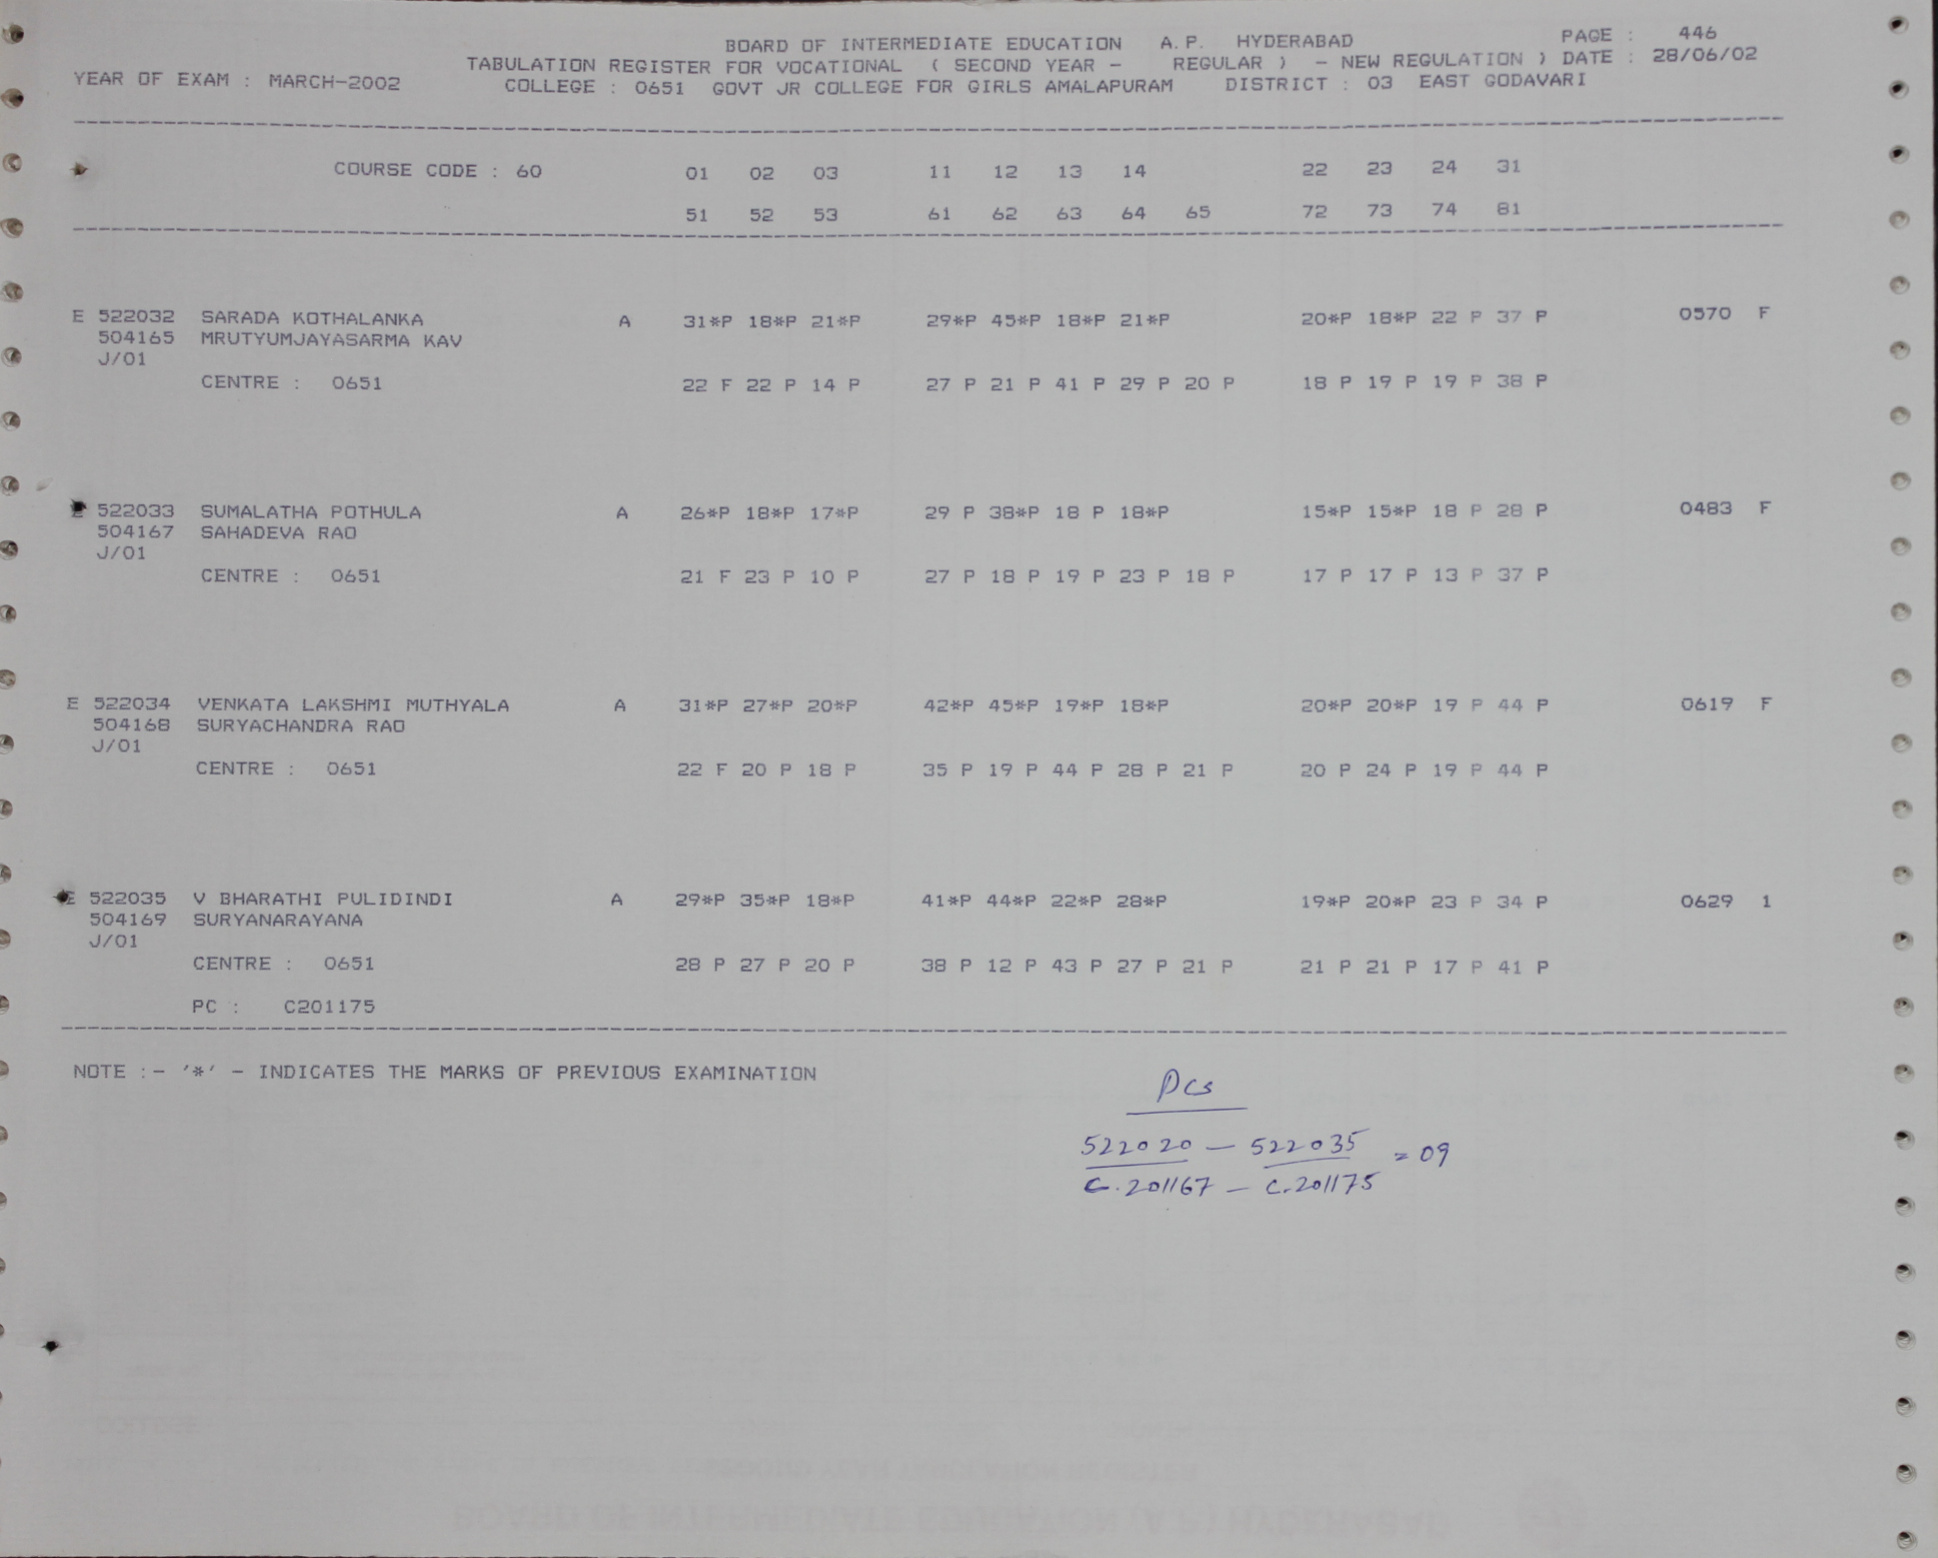 BOARD OF INTERMEDIATE EDUCATION A.P. HYDERABAD PAGE : 446
TABULATION REGISTER FOR VOCATIONAL ( SECOND YEAR - REGULAR ) - NEW REGULATION ) DATE : 28/06/02
YEAR OF EXAM : MARCH-2002 COLLEGE : 0651 GOVT JR COLLEGE FOR GIRLS AMALAPURAM DISTRICT : 03 EAST GODAVARI
COURSE CODE : 60 01 02 03 11 12 13 14 22 23 24 31
51 52 53 61 62 63 64 65 72 73 74 81
E 522032 SARADA KOTHALANKA A 31*P 18*P 21*P 29*P 45*P 18*P 21*P 20*P 18*P 22 P 37 P 0570 F
504165 MRUTYUMJAYASARMA KAV
J/01
CENTRE : 0651 22 F 22 P 14 P 27 P 21 P 41 P 29 P 20 P 18 P 19 P 19 P 38 P
E 522033 SUMALATHA POTHULA A 26*P 18*P 17*P 29 P 38*P 18 P 18*P 15*P 15*P 18 P 28 P 0483 F
504167 SAHADEVA RAO
J/01
CENTRE : 0651 21 F 23 P 10 P 27 P 18 P 19 P 23 P 18 P 17 P 17 P 13 P 37 P
E 522034 VENKATA LAKSHMI MUTHYALA A 31*P 27*P 20*P 42*P 45*P 19*P 18*P 20*P 20*P 19 P 44 P 0619 F
504168 SURYACHANDRA RAO
J/01
CENTRE : 0651 22 F 20 P 18 P 35 P 19 P 44 P 28 P 21 P 20 P 24 P 19 P 44 P
E 522035 V BHARATHI PULIDINDI A 29*P 35*P 18*P 41*P 44*P 22*P 28*P 19*P 20*P 23 P 34 P 0629 1
504169 SURYANARAYANA
J/01
CENTRE : 0651 28 P 27 P 20 P 38 P 12 P 43 P 27 P 21 P 21 P 21 P 17 P 41 P
PC : C201175
NOTE :- '*' - INDICATES THE MARKS OF PREVIOUS EXAMINATION
Pcs
522020 - 522035 = 09
C.201167 - C.201175